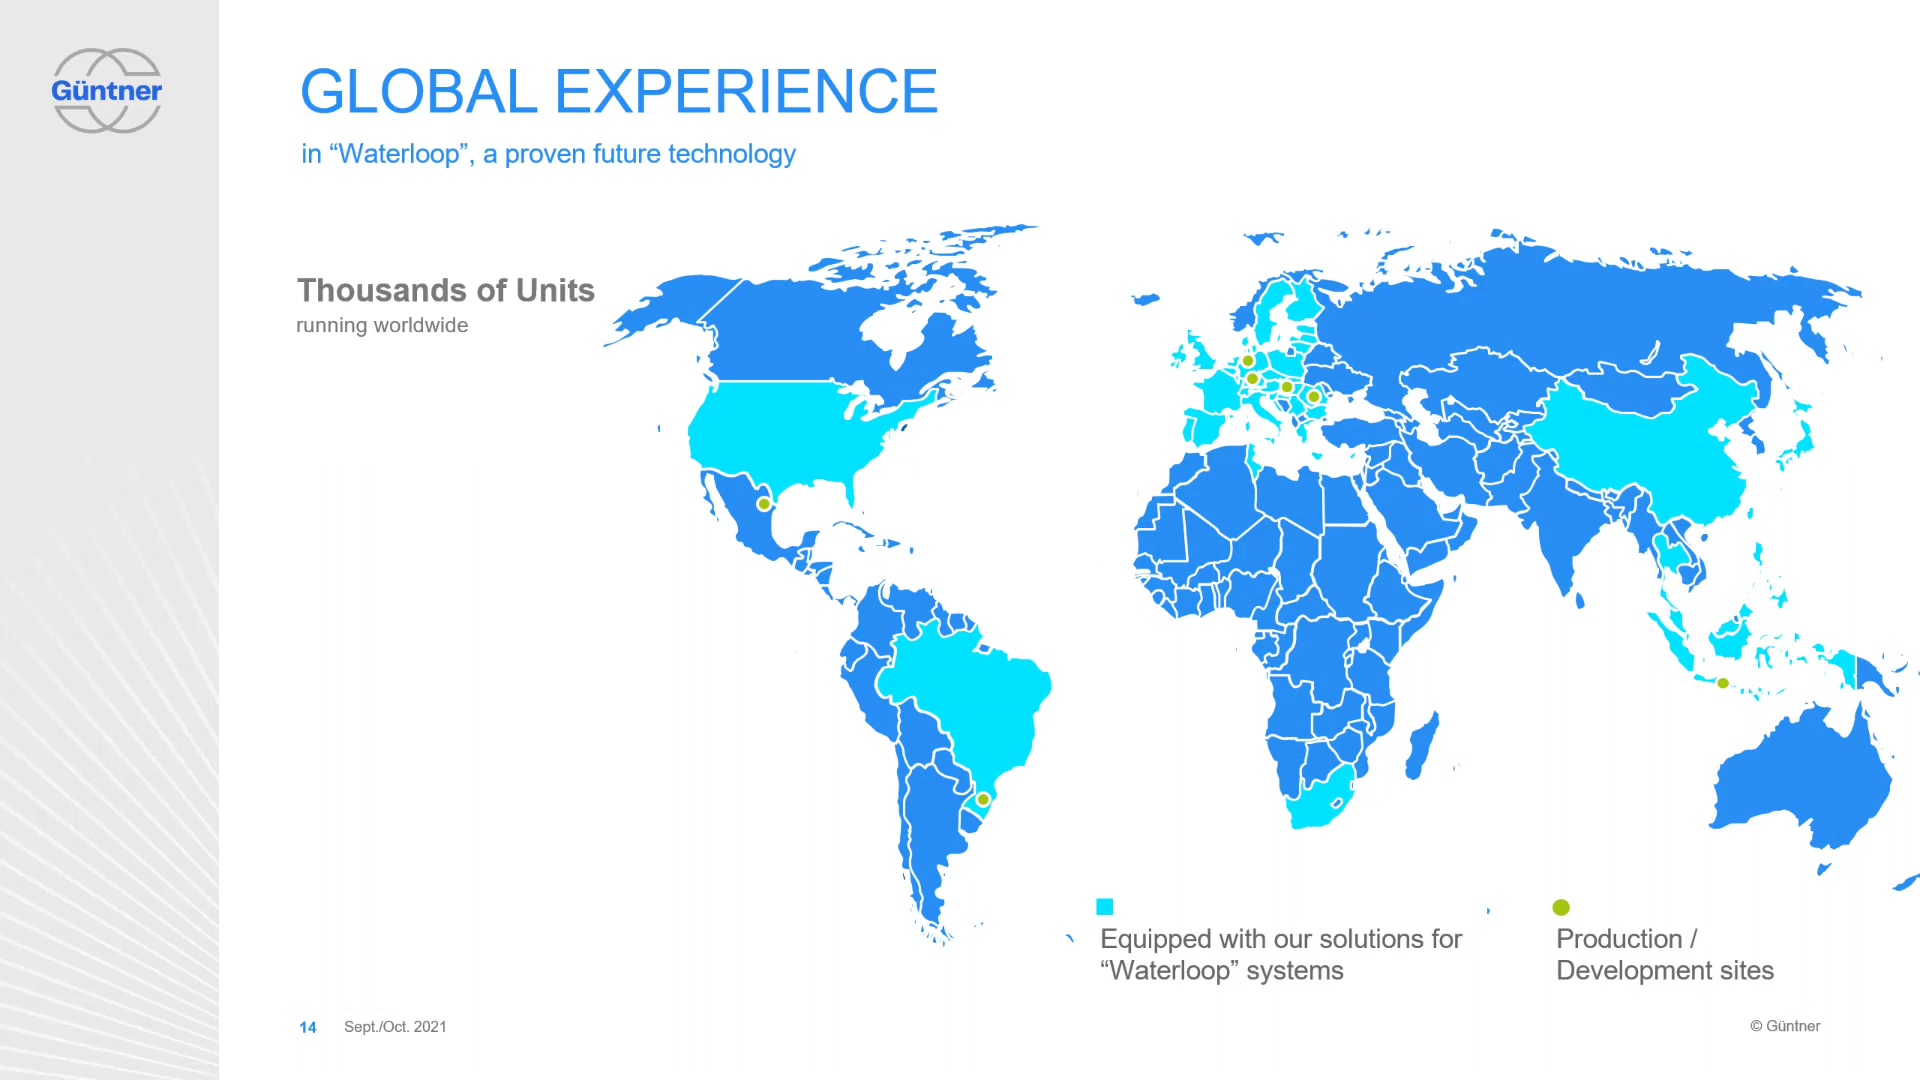 Güntner
GLOBAL EXPERIENCE
in “Waterloop”, a proven future technology
Thousands of Units
running worldwide
Equipped with our solutions for
“Waterloop” systems
Production /
Development sites
14 Sept./Oct. 2021
© Güntner